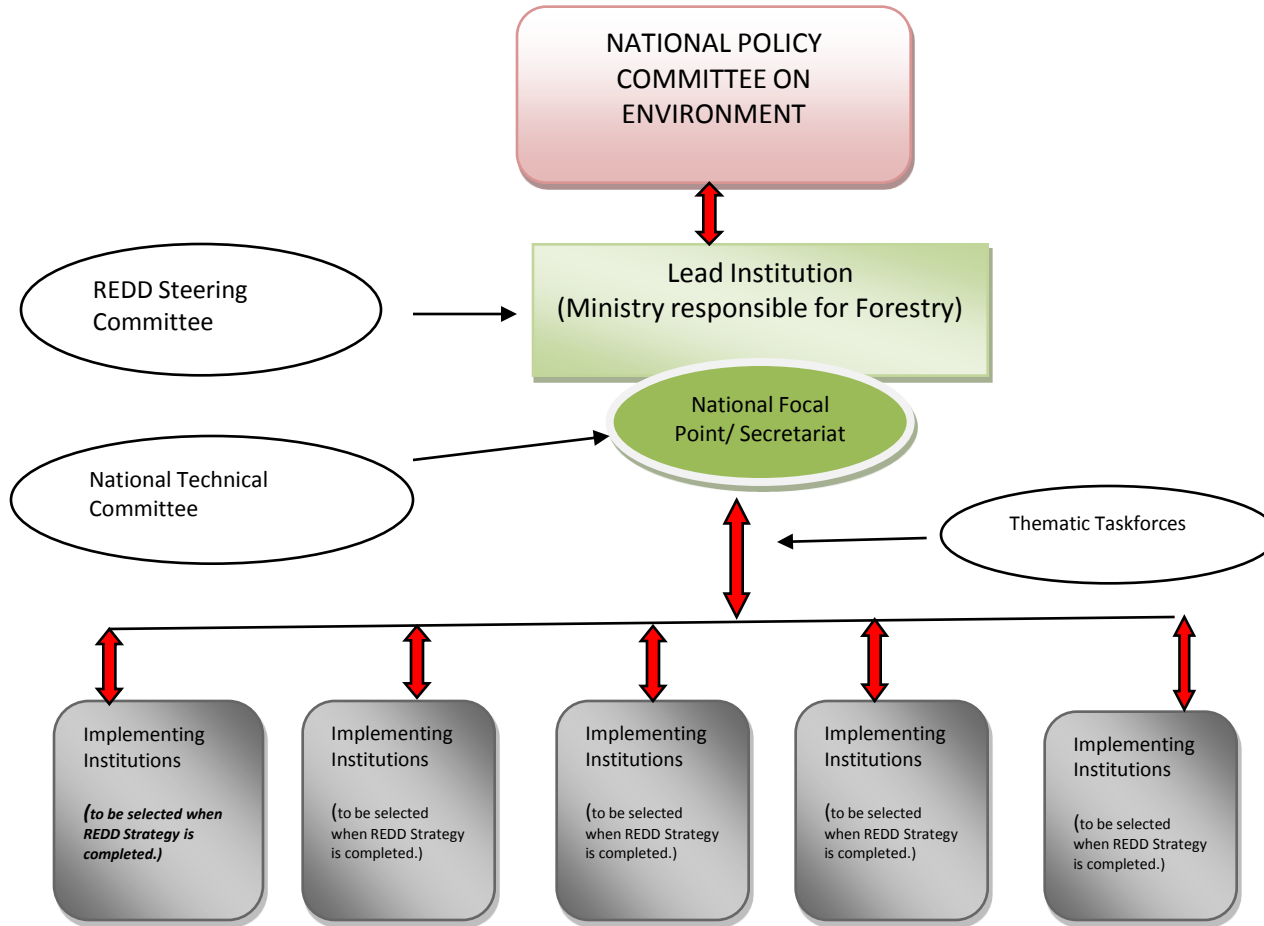 NATIONAL POLICY
COMMITTEE ON
ENVIRONMENT
Lead Institution
(Ministry responsible for Forestry)
REDD Steering
Committee
National Focal
Point/ Secretariat
National Technical
Committee
Thematic Taskforces
Implementing
Institutions
(to be selected when
REDD Strategy is
completed.)
Implementing
Institutions
(to be selected
when REDD Strategy
is completed.)
Implementing
Institutions
(to be selected
when REDD Strategy
is completed.)
Implementing
Institutions
(to be selected
when REDD Strategy
is completed.)
Implementing
Institutions
(to be selected
when REDD Strategy
is completed.)